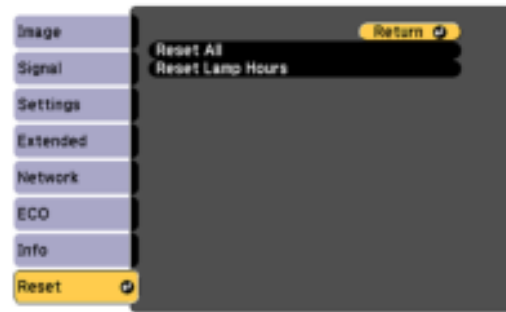 Image
Signal
Settings
Extended
Network
ECO
Info
Reset
Return
Reset All
Reset Lamp Hours